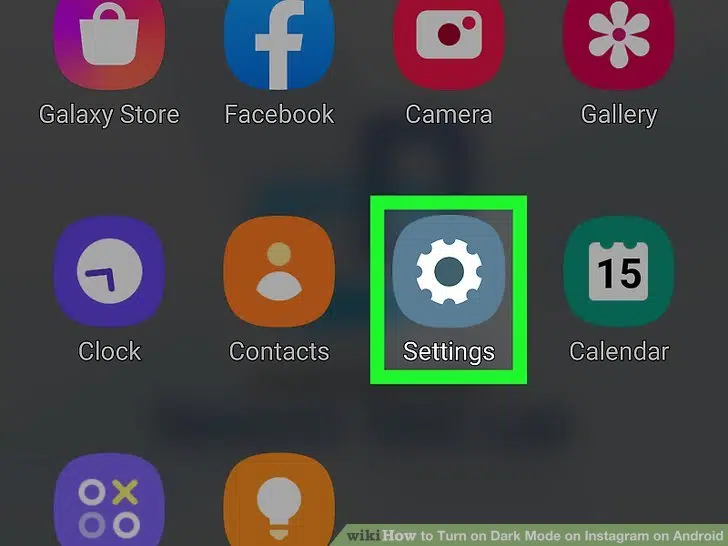 Galaxy Store Facebook Camera Gallery
15
Clock Contacts Settings Calendar
wikiHow to Turn on Dark Mode on Instagram on Android